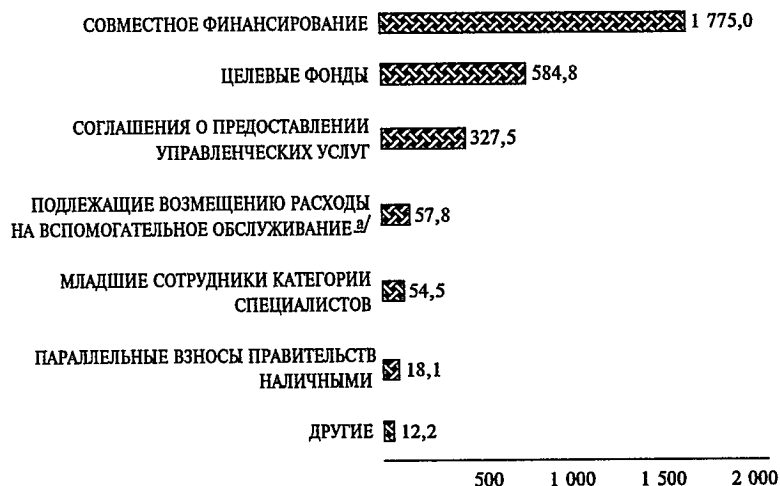 СОВМЕСТНОЕ ФИНАНСИРОВАНИЕ 1 775,0
ЦЕЛЕВЫЕ ФОНДЫ 584,8
СОГЛАШЕНИЯ О ПРЕДОСТАВЛЕНИИ
УПРАВЛЕНЧЕСКИХ УСЛУГ 327,5
ПОДЛЕЖАЩИЕ ВОЗМЕЩЕНИЮ РАСХОДЫ
НА ВСПОМОГАТЕЛЬНОЕ ОБСЛУЖИВАНИЕ a/ 57,8
МЛАДШИЕ СОТРУДНИКИ КАТЕГОРИИ
СПЕЦИАЛИСТОВ 54,5
ПАРАЛЛЕЛЬНЫЕ ВЗНОСЫ ПРАВИТЕЛЬСТВ
НАЛИЧНЫМИ 18,1
ДРУГИЕ 12,2
500 1 000 1 500 2 000